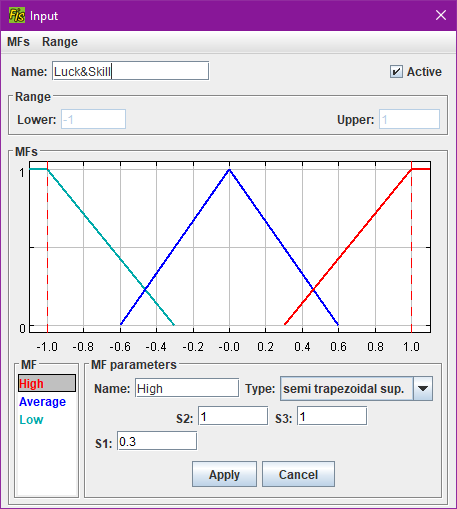 Fis Input
MFs Range
Name: Luck&Skill Active
Range
Lower: -1 Upper: 1
MFs
1
0
-1.0 -0.8 -0.6 -0.4 -0.2 -0.0 0.2 0.4 0.6 0.8 1.0
MF
High
Average
Low
MF parameters
Name: High Type: semi trapezoidal sup.
S2: 1 S3: 1
S1: 0.3
Apply Cancel